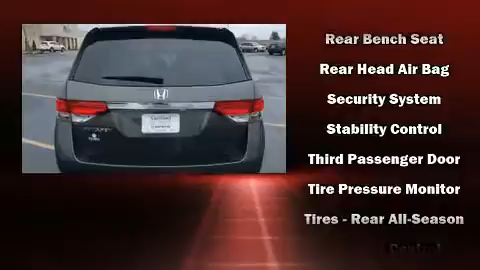 Rear Bench Seat
Rear Head Air Bag
Security System
Stability Control
Third Passenger Door
Tire Pressure Monitor
Tires - Rear All-Season
Control